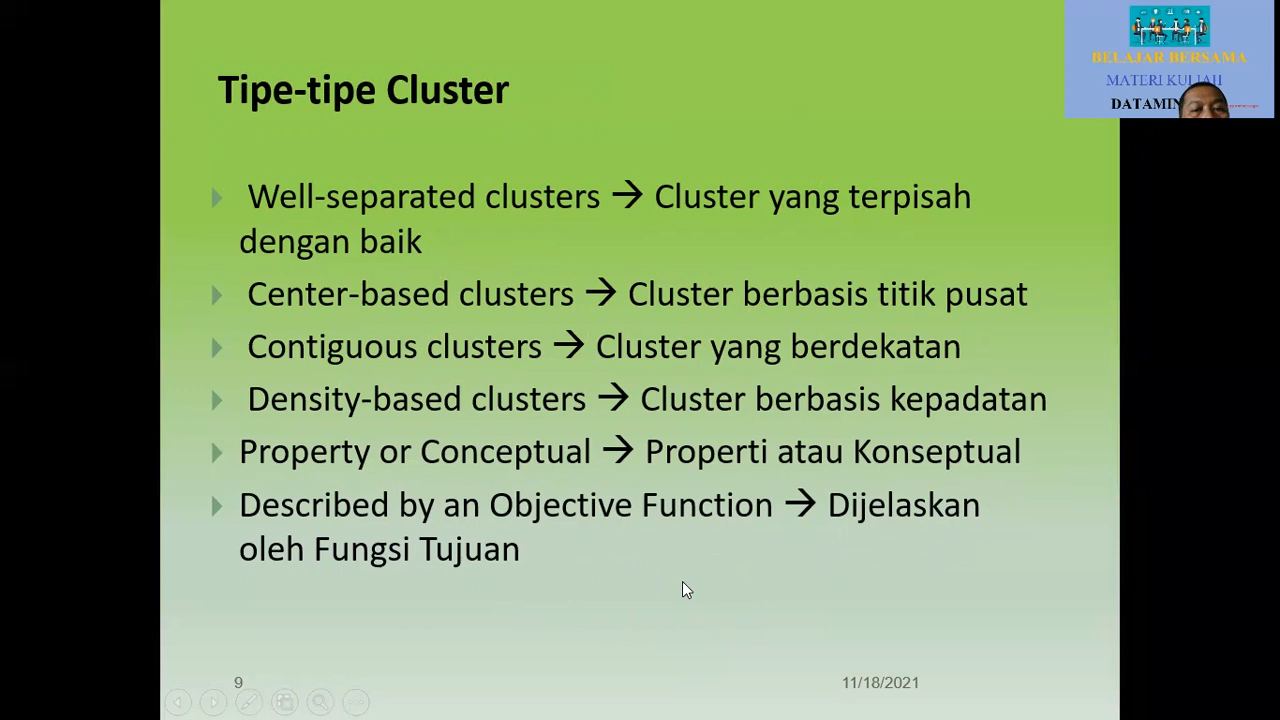 BELAJAR BERSAMA
MATERI KULIAH
Tipe-tipe Cluster
Well-separated clusters → Cluster yang terpisah
dengan baik
Center-based clusters → Cluster berbasis titik pusat
Contiguous clusters → Cluster yang berdekatan
Density-based clusters → Cluster berbasis kepadatan
Property or Conceptual → Properti atau Konseptual
Described by an Objective Function → Dijelaskan
oleh Fungsi Tujuan
9
11/18/2021